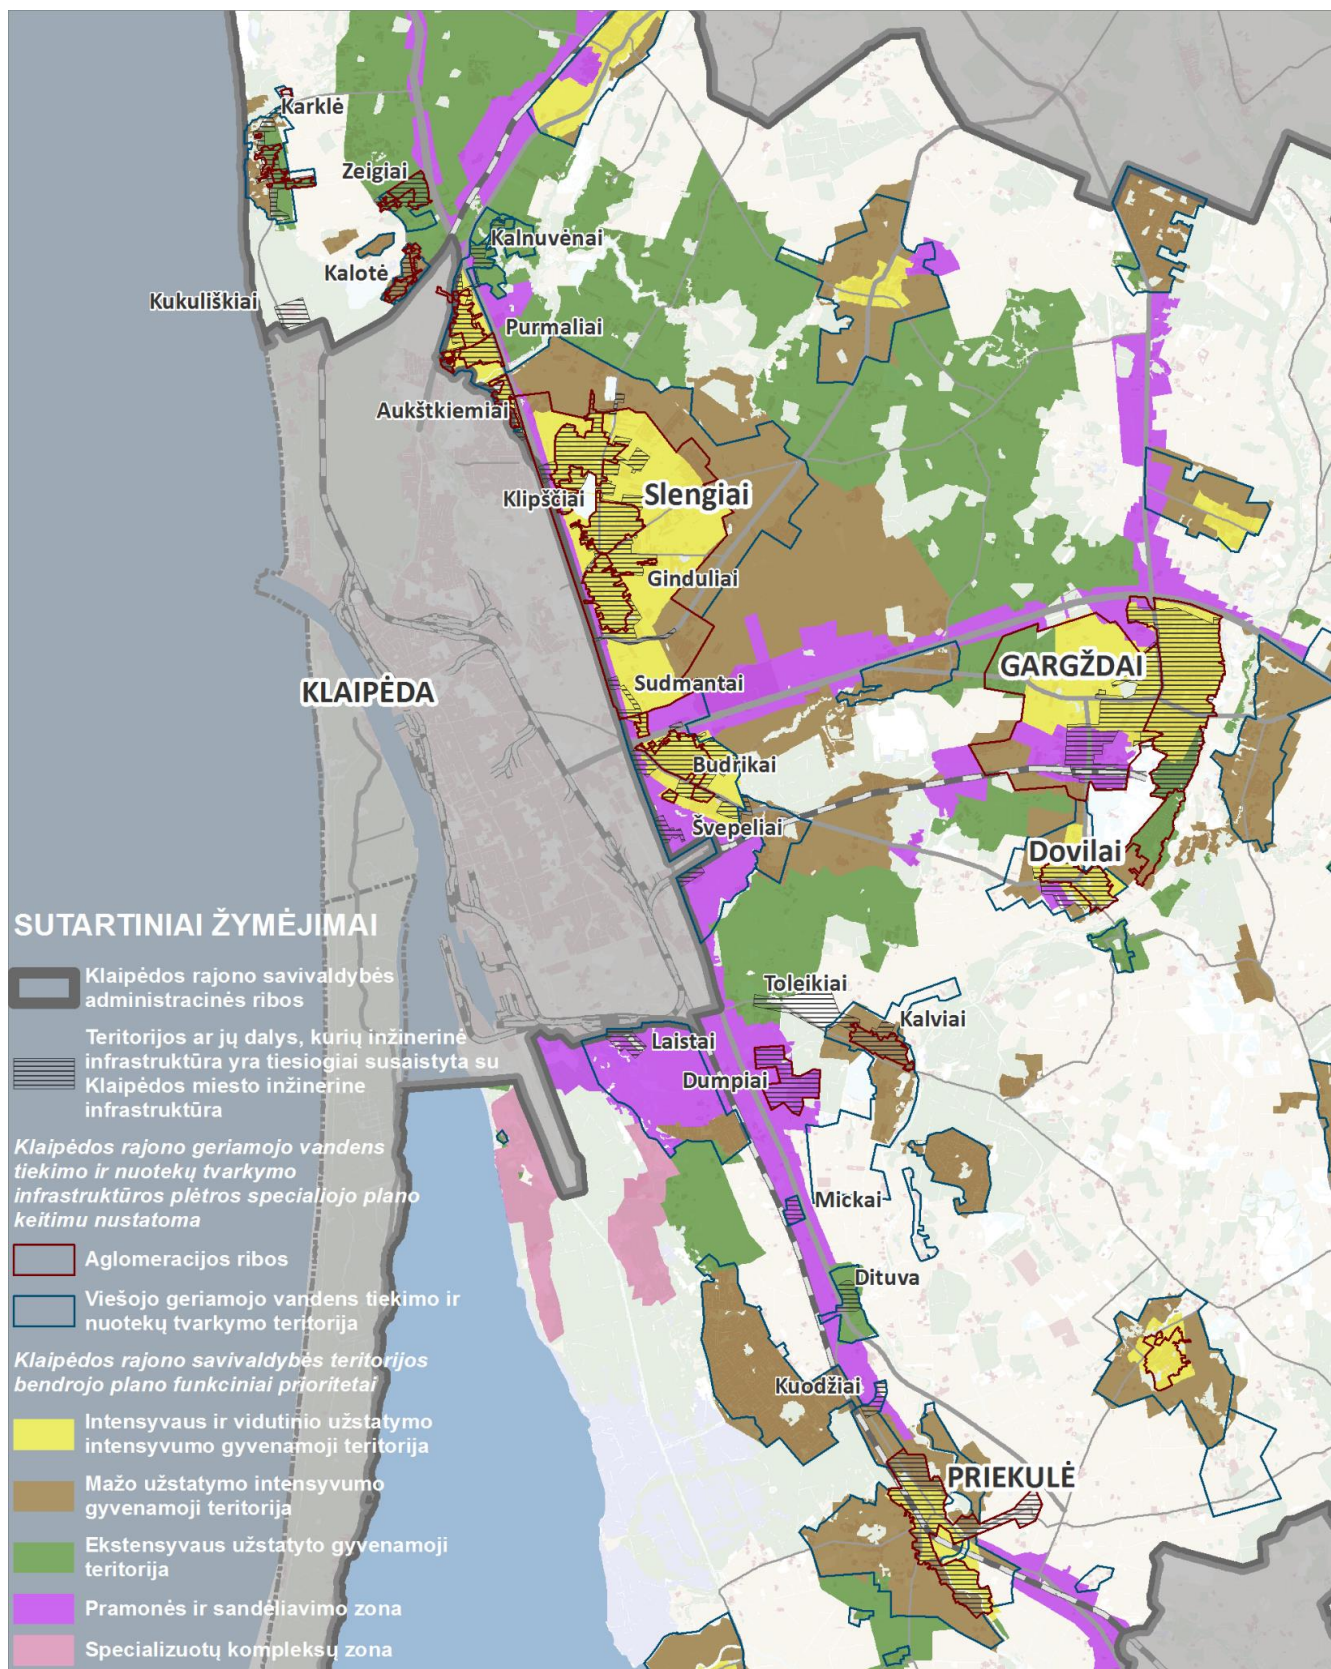 Karklė
Zeigiai
Kalnuvėnai
Kalotė
Kukuliškiai
Purmaliai
Aukštkiemiai
Klipščiai
Slengiai
Ginduliai
GARGŽDAI
Sudmantai
KLAIPĖDA
Budrikai
Švepeliai
Dovilai
SUTARTINIAI ŽYMĖJIMAI
Klaipėdos rajono savivaldybės
administracinės ribos
Toleikiai
Kalviai
Laistai
Dumpiai
Teritorijos ar jų dalys, kurių inžinerinė
infrastruktūra yra tiesiogiai susaistyta su
Klaipėdos miesto inžinerine
infrastruktūra
Klaipėdos rajono geriamojo vandens
tiekimo ir nuotekų tvarkymo
infrastruktūros plėtros specialiojo plano
keitimu nustatoma
Mickai
Aglomeracijos ribos
Dituva
Viešojo geriamojo vandens tiekimo ir
nuotekų tvarkymo teritorija
Klaipėdos rajono savivaldybės teritorijos
bendrojo plano funkciniai prioritetai
Kuodžiai
Intensyvaus ir vidutinio užstatymo
intensyvumo gyvenamoji teritorija
PRIEKULĖ
Mažo užstatymo intensyvumo
gyvenamoji teritorija
Ekstensyvaus užstatyto gyvenamoji
teritorija
Pramonės ir sandėliavimo zona
Specializuotų kompleksų zona